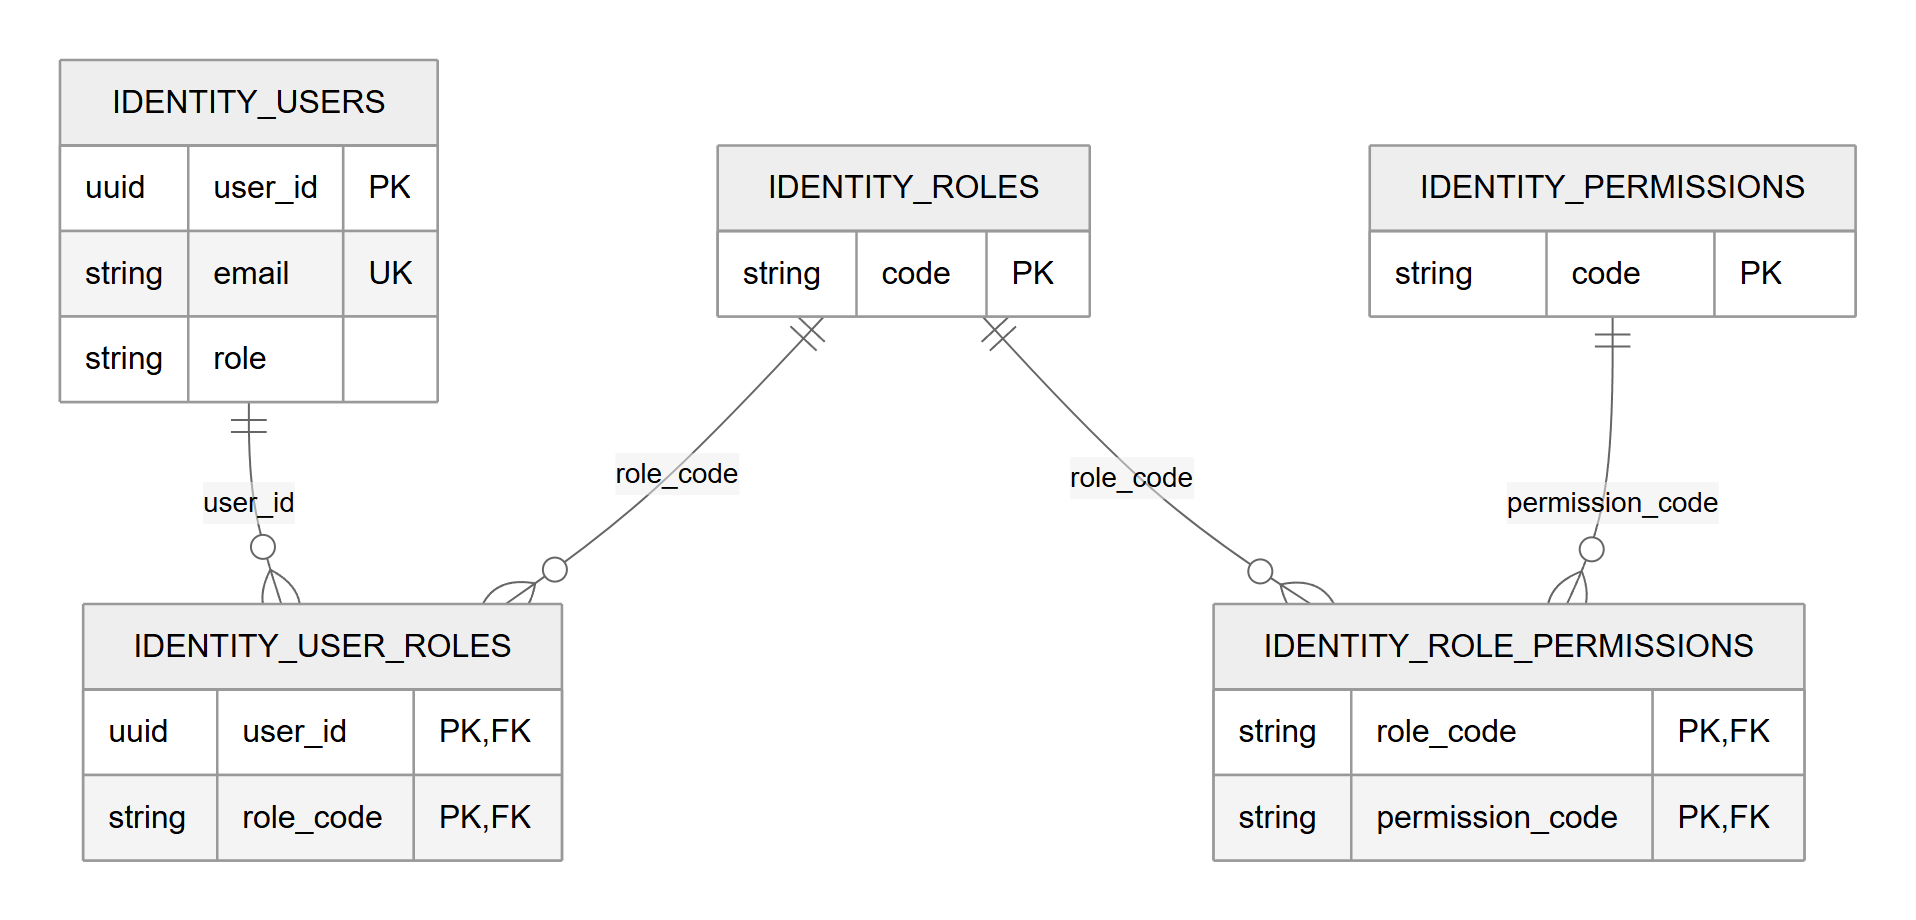 IDENTITY_USERS
uuid user_id PK
string email UK
string role
IDENTITY_ROLES
string code PK
IDENTITY_PERMISSIONS
string code PK
user_id
role_code
role_code
permission_code
IDENTITY_USER_ROLES
uuid user_id PK,FK
string role_code PK,FK
IDENTITY_ROLE_PERMISSIONS
string role_code PK,FK
string permission_code PK,FK